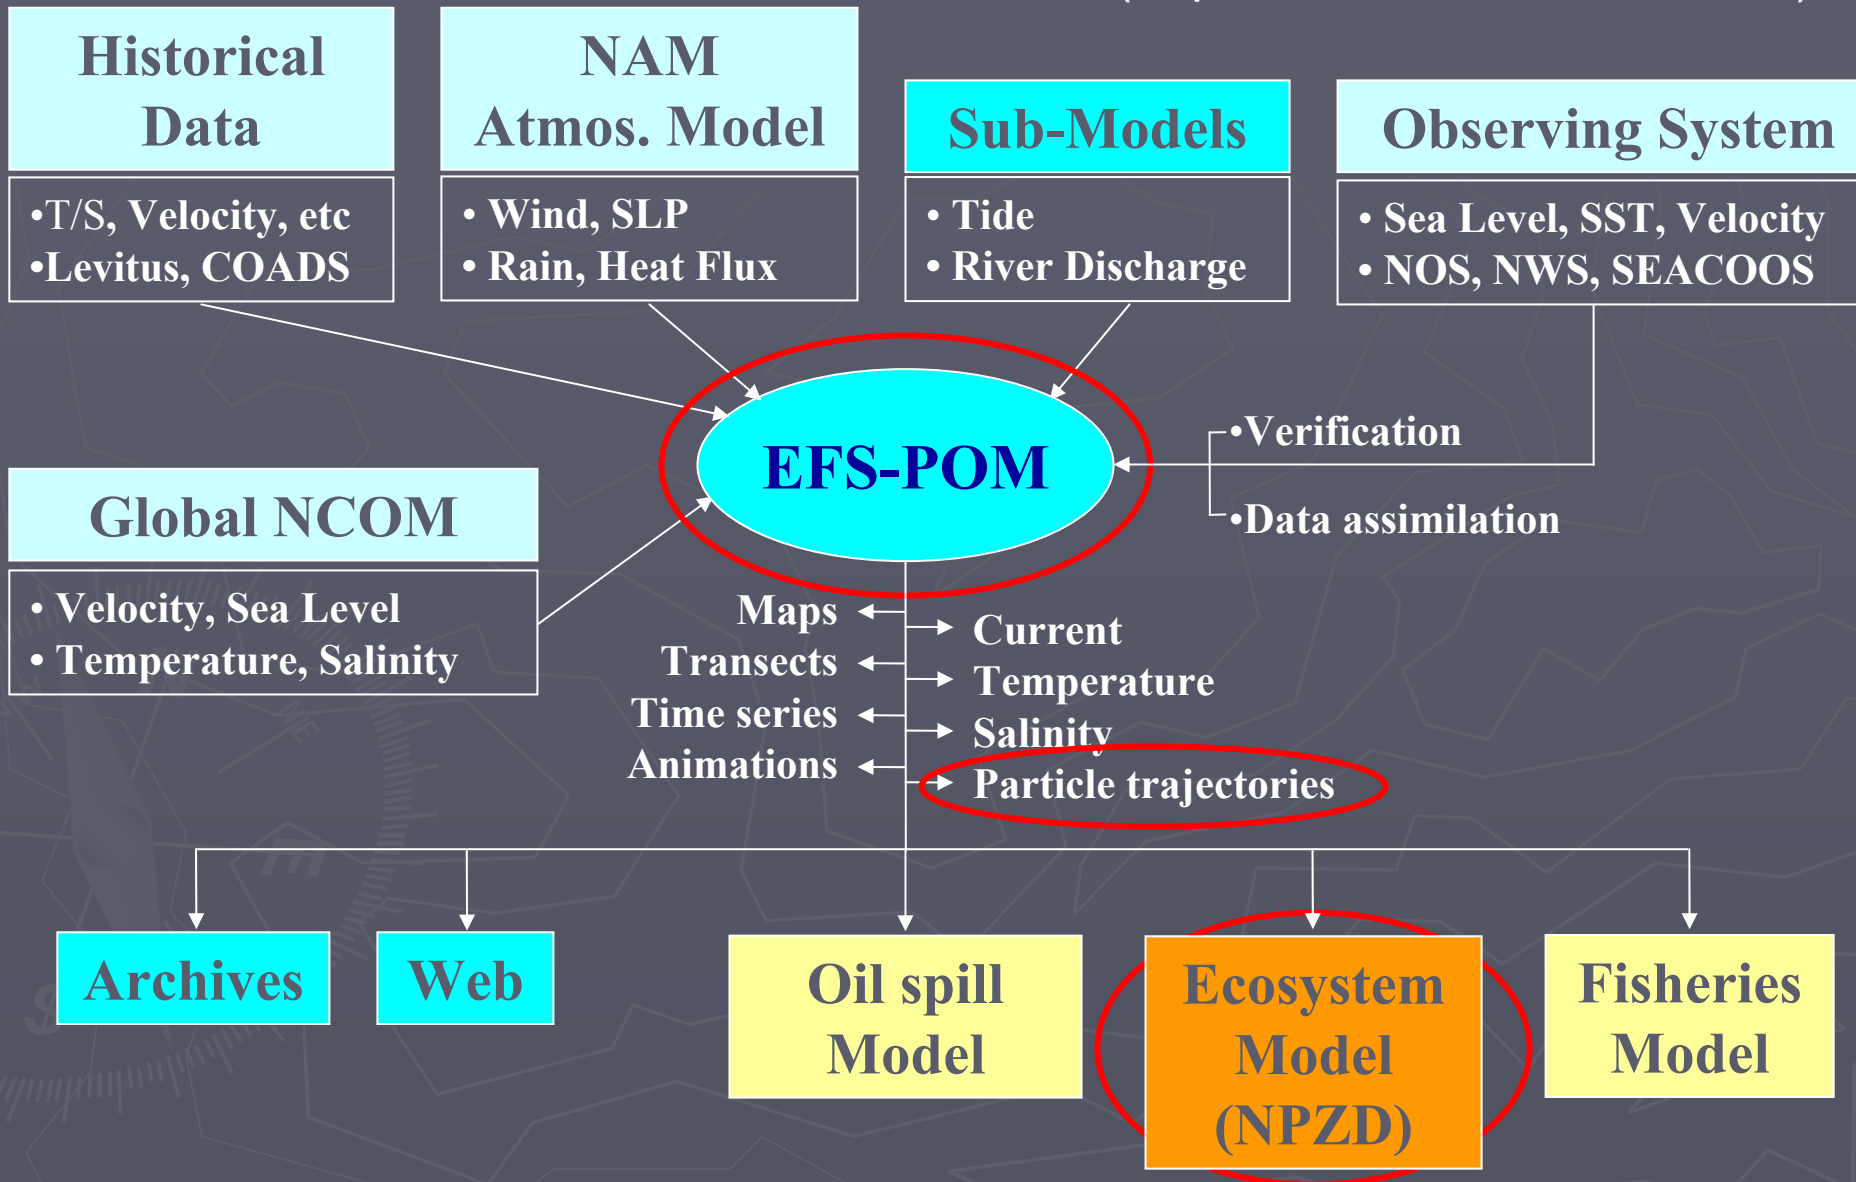 Historical
Data
•T/S, Velocity, etc
•Levitus, COADS
NAM
Atmos. Model
• Wind, SLP
• Rain, Heat Flux
Sub-Models
• Tide
• River Discharge
Observing System
• Sea Level, SST, Velocity
• NOS, NWS, SEACOOS
EFS-POM
•Verification
•Data assimilation
Global NCOM
• Velocity, Sea Level
• Temperature, Salinity
Maps
Transects
Time series
Animations
Current
Temperature
Salinity
Particle trajectories
Archives
Web
Oil spill
Model
Ecosystem
Model
(NPZD)
Fisheries
Model
NE
E